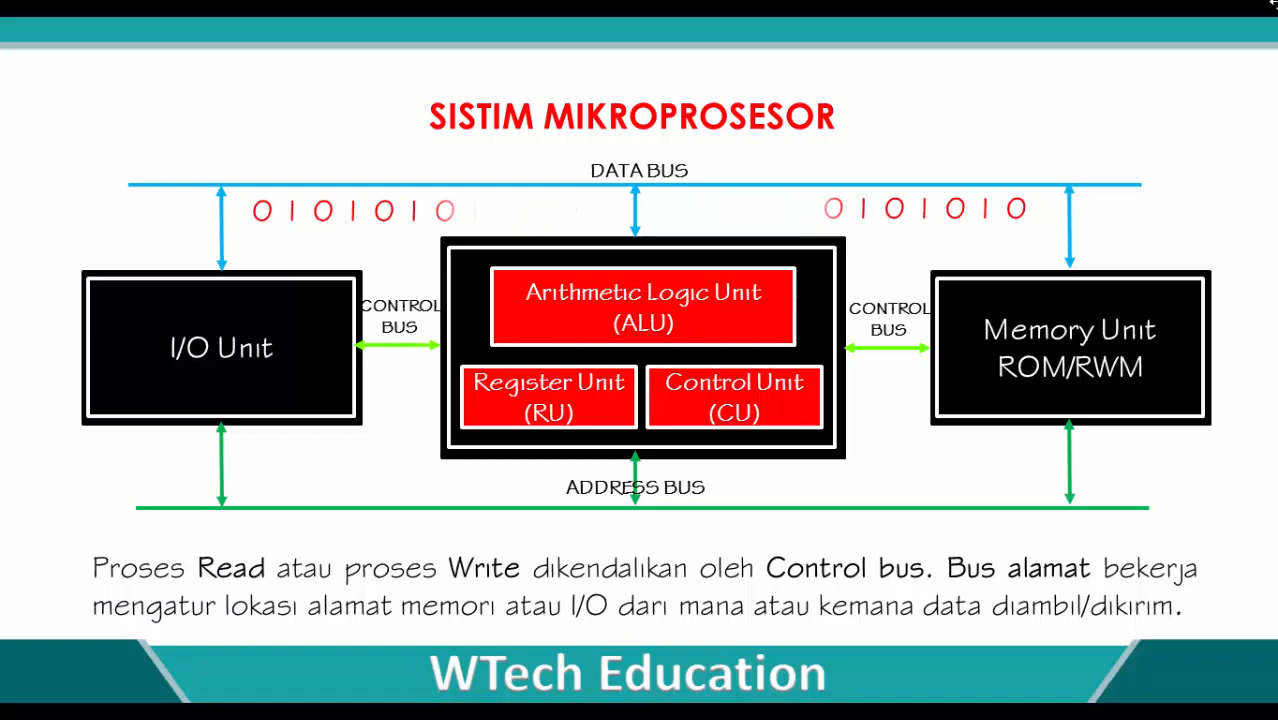 SISTIM MIKROPROSESOR
DATA BUS
0 1 0 1 0 1 0
0 1 0 1 0 1 0
Arithmetic Logic Unit
(ALU)
I/O Unit
CONTROL
BUS
CONTROL
BUS
Memory Unit
ROM/RWM
Register Unit
(RU)
Control Unit
(CU)
ADDRESS BUS
Proses Read atau proses Write dikendalikan oleh Control bus. Bus alamat bekerja
mengatur lokasi alamat memori atau I/O dari mana atau kemana data diambil/dikirim.
WTech Education